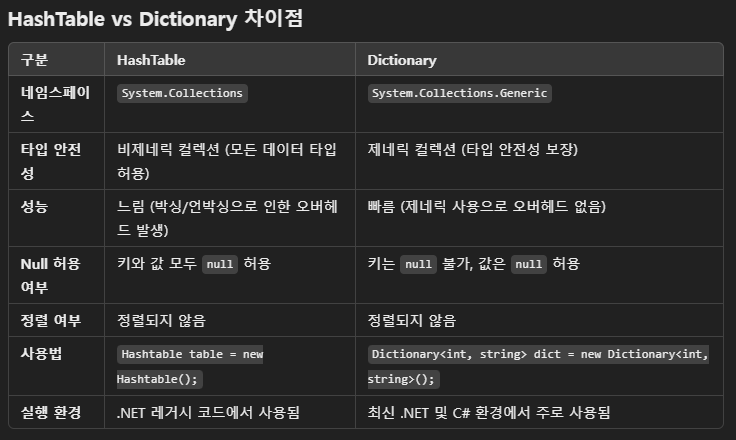 HashTable vs Dictionary 차이점
구분 HashTable Dictionary
네임스페이
스
System.Collections
System.Collections.Generic
타입 안전
성
비제네릭 컬렉션 (모든 데이터 타입
허용)
제네릭 컬렉션 (타입 안전성 보장)
성능
느림 (박싱/언박싱으로 인한 오버헤
드 발생)
빠름 (제네릭 사용으로 오버헤드 없음)
Null 허용
여부
키와 값 모두 null 허용
키는 null 불가, 값은 null 허용
정렬 여부 정렬되지 않음 정렬되지 않음
사용법
Hashtable table = new
Hashtable();
Dictionary<int, string> dict = new Dictionary<int,
string>();
실행 환경 .NET 레거시 코드에서 사용됨 최신 .NET 및 C# 환경에서 주로 사용됨